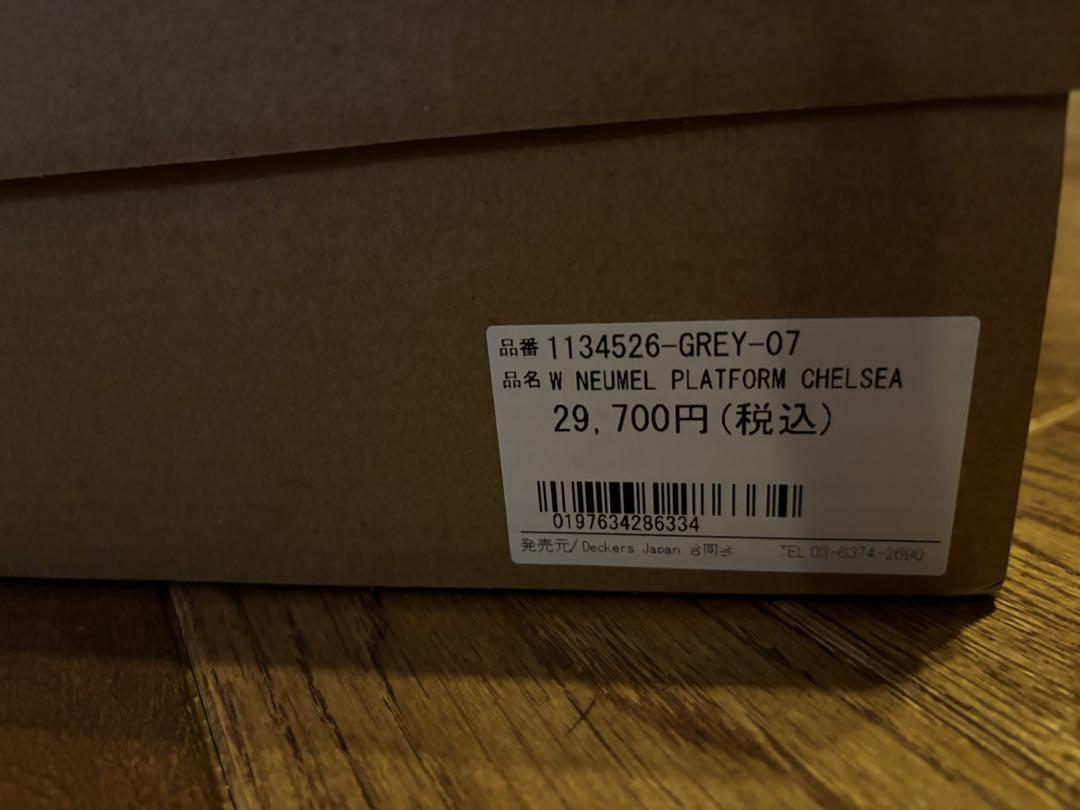 品番 1134526-GREY-07
品名 W NEUMEL PLATFORM CHELSEA
29,700円(税込)
0197634286334
発売元/ Deckers Japan 合同会 TEL 03-6374-2690